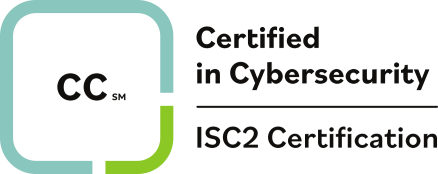 CC SM
Certified
in Cybersecurity
ISC2 Certification